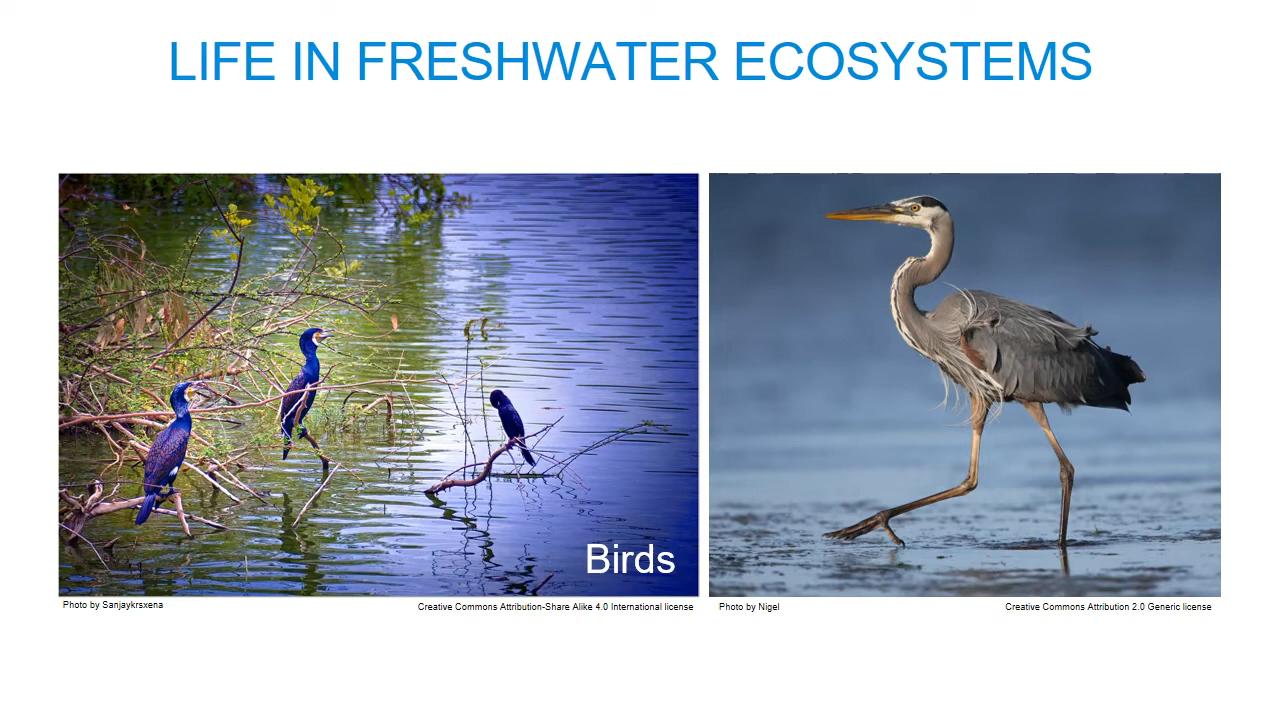 LIFE IN FRESHWATER ECOSYSTEMS
Birds
Photo by Sanjaykrsxena
Creative Commons Attribution-Share Alike 4.0 International license
Photo by Nigel
Creative Commons Attribution 2.0 Generic license